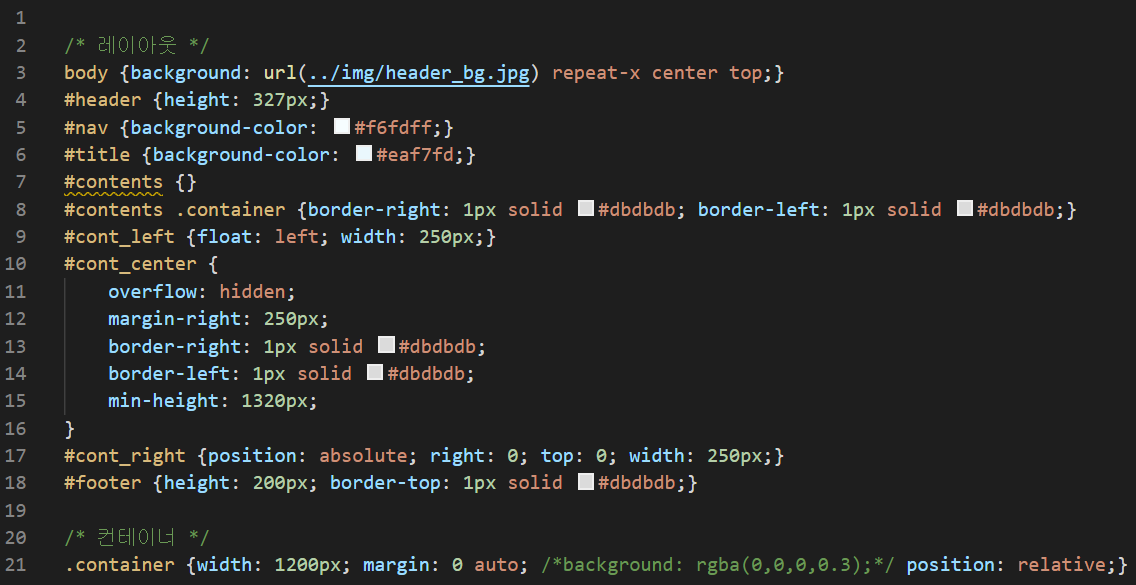 1
2 /* 레이아웃 */
3 body {background: url(../img/header_bg.jpg) repeat-x center top;}
4 #header {height: 327px;}
5 #nav {background-color: #f6fdff;}
6 #title {background-color: #eaf7fd;}
7 #contents {}
8 #contents .container {border-right: 1px solid #dbdbdb; border-left: 1px solid #dbdbdb;}
9 #cont_left {float: left; width: 250px;}
10 #cont_center {
11     overflow: hidden;
12     margin-right: 250px;
13     border-right: 1px solid #dbdbdb;
14     border-left: 1px solid #dbdbdb;
15     min-height: 1320px;
16 }
17 #cont_right {position: absolute; right: 0; top: 0; width: 250px;}
18 #footer {height: 200px; border-top: 1px solid #dbdbdb;}
19
20 /* 컨테이너 */
21 .container {width: 1200px; margin: 0 auto; /*background: rgba(0,0,0,0.3);*/ position: relative;}